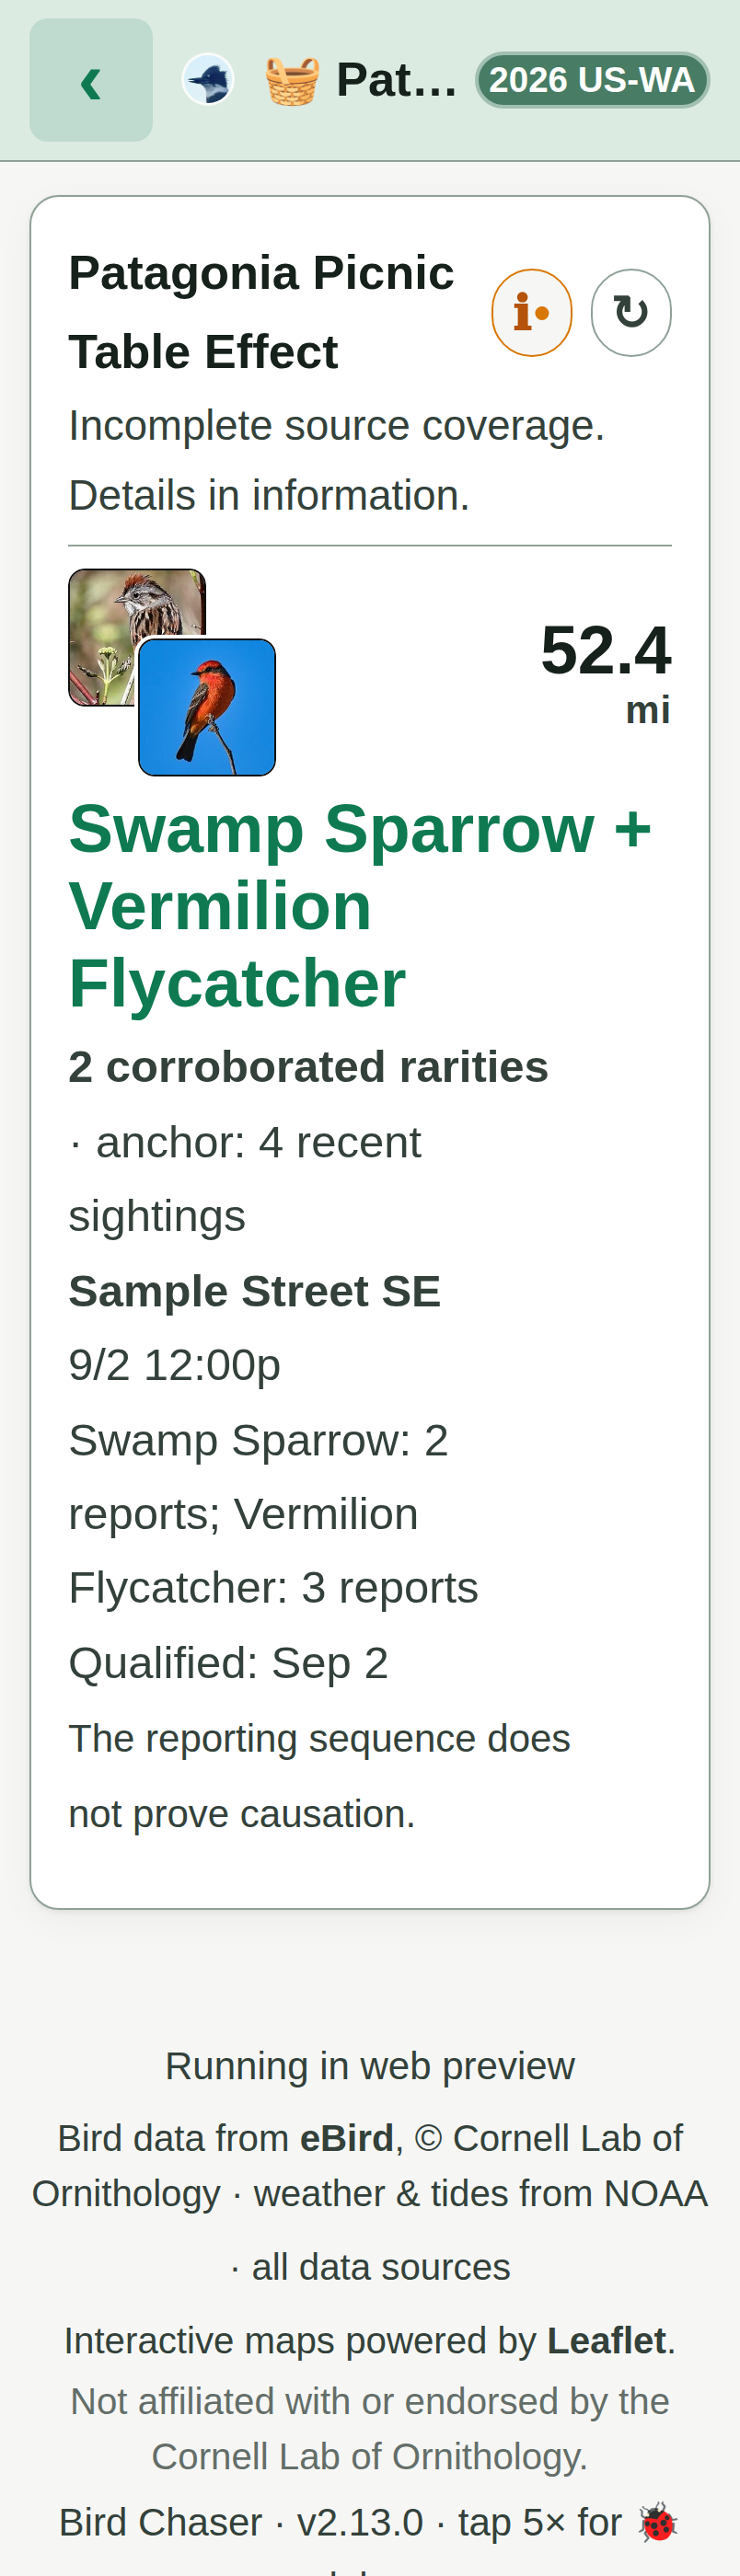 ‹ Pat… 2026 US-WA
Patagonia Picnic
Table Effect
i• ↻
Incomplete source coverage.
Details in information.
52.4
mi
Swamp Sparrow +
Vermilion
Flycatcher
2 corroborated rarities
· anchor: 4 recent
sightings
Sample Street SE
9/2 12:00p
Swamp Sparrow: 2
reports; Vermilion
Flycatcher: 3 reports
Qualified: Sep 2
The reporting sequence does
not prove causation.
Running in web preview
Bird data from eBird, © Cornell Lab of
Ornithology · weather & tides from NOAA
· all data sources
Interactive maps powered by Leaflet.
Not affiliated with or endorsed by the
Cornell Lab of Ornithology.
Bird Chaser · v2.13.0 · tap 5× for 🐞